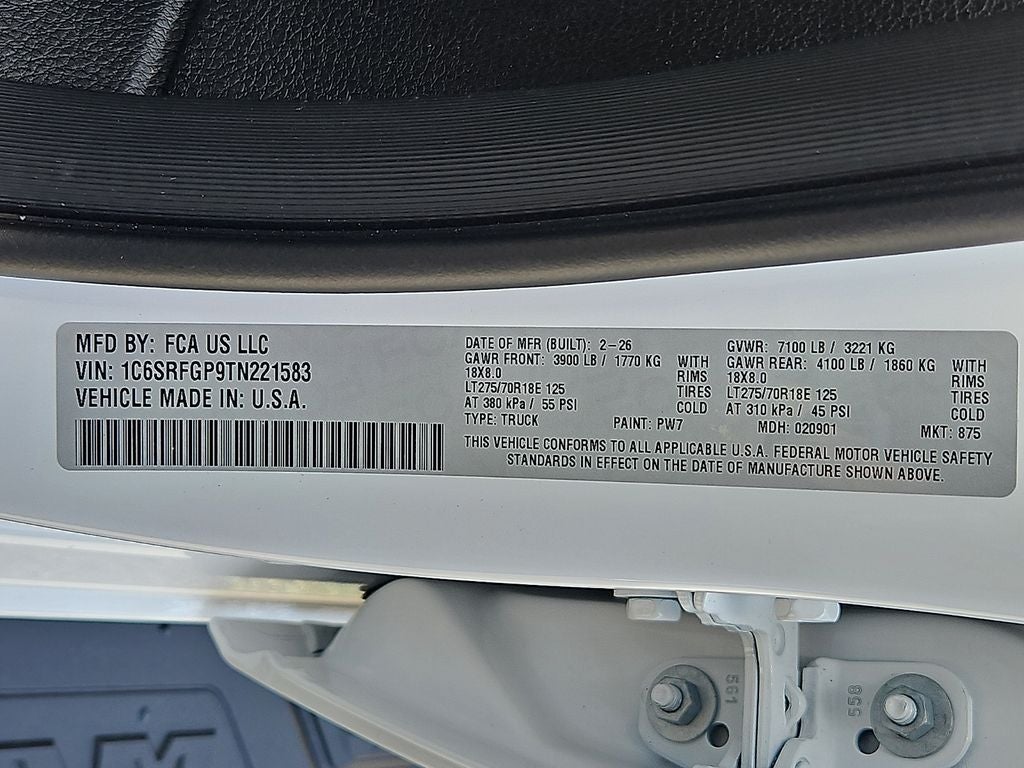 MFD BY: FCA US LLC
VIN: 1C6SRFGP9TN221583
VEHICLE MADE IN: U.S.A.
DATE OF MFR (BUILT): 2-26
GAWR FRONT: 3900 LB / 1770 KG WITH
18X8.0 RIMS
LT275/70R18E 125 TIRES
AT 380 kPa / 55 PSI COLD
TYPE: TRUCK PAINT: PW7
GVWR: 7100 LB / 3221 KG
GAWR REAR: 4100 LB / 1860 KG WITH
18X8.0 RIMS
LT275/70R18E 125 TIRES
AT 310 kPa / 45 PSI COLD
MDH: 020901 MKT: 875
THIS VEHICLE CONFORMS TO ALL APPLICABLE U.S.A. FEDERAL MOTOR VEHICLE SAFETY
STANDARDS IN EFFECT ON THE DATE OF MANUFACTURE SHOWN ABOVE.
561
558